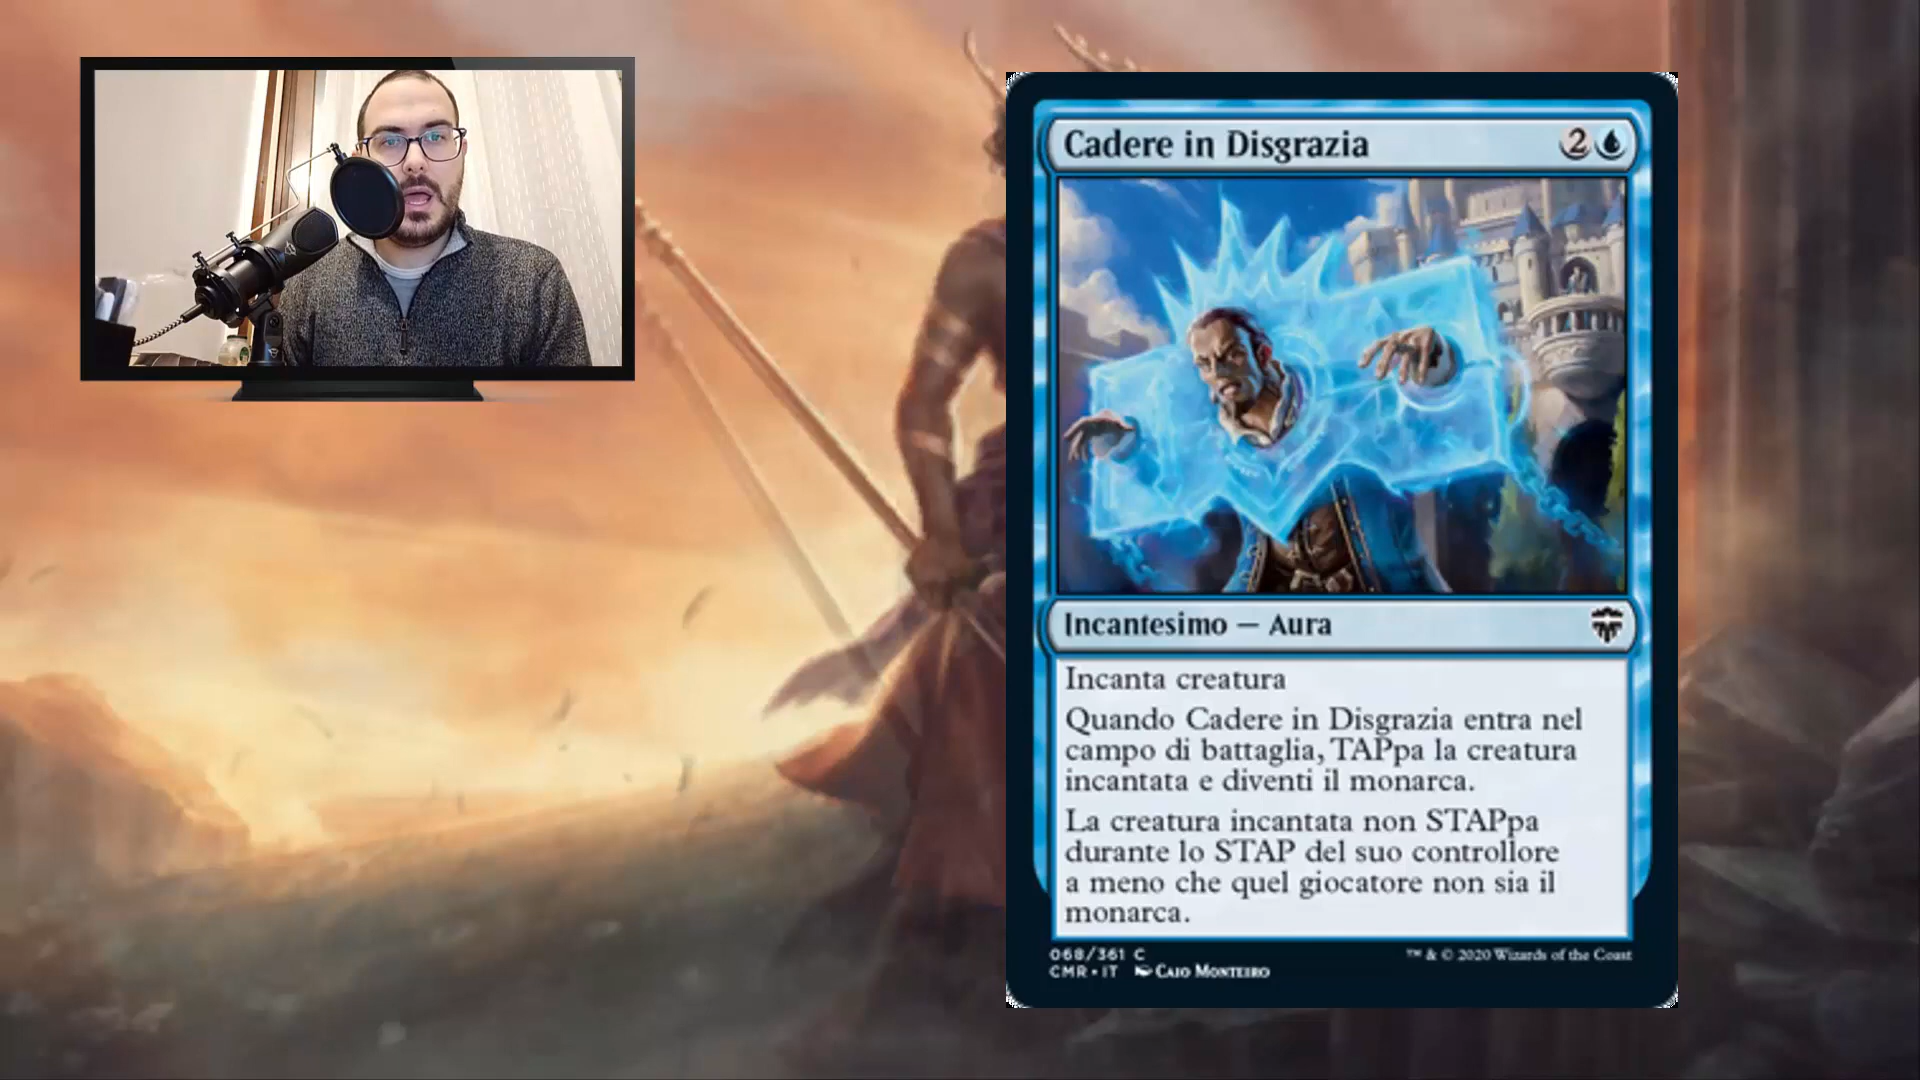 Cadere in Disgrazia 2
Incantesimo — Aura
Incanta creatura
Quando Cadere in Disgrazia entra nel
campo di battaglia, TAPpa la creatura
incantata e diventi il monarca.
La creatura incantata non STAPpa
durante lo STAP del suo controllore
a meno che quel giocatore non sia il
monarca.
068/361 C
™ & © 2020 Wizards of the Coast
CMR • IT Caio Monteiro